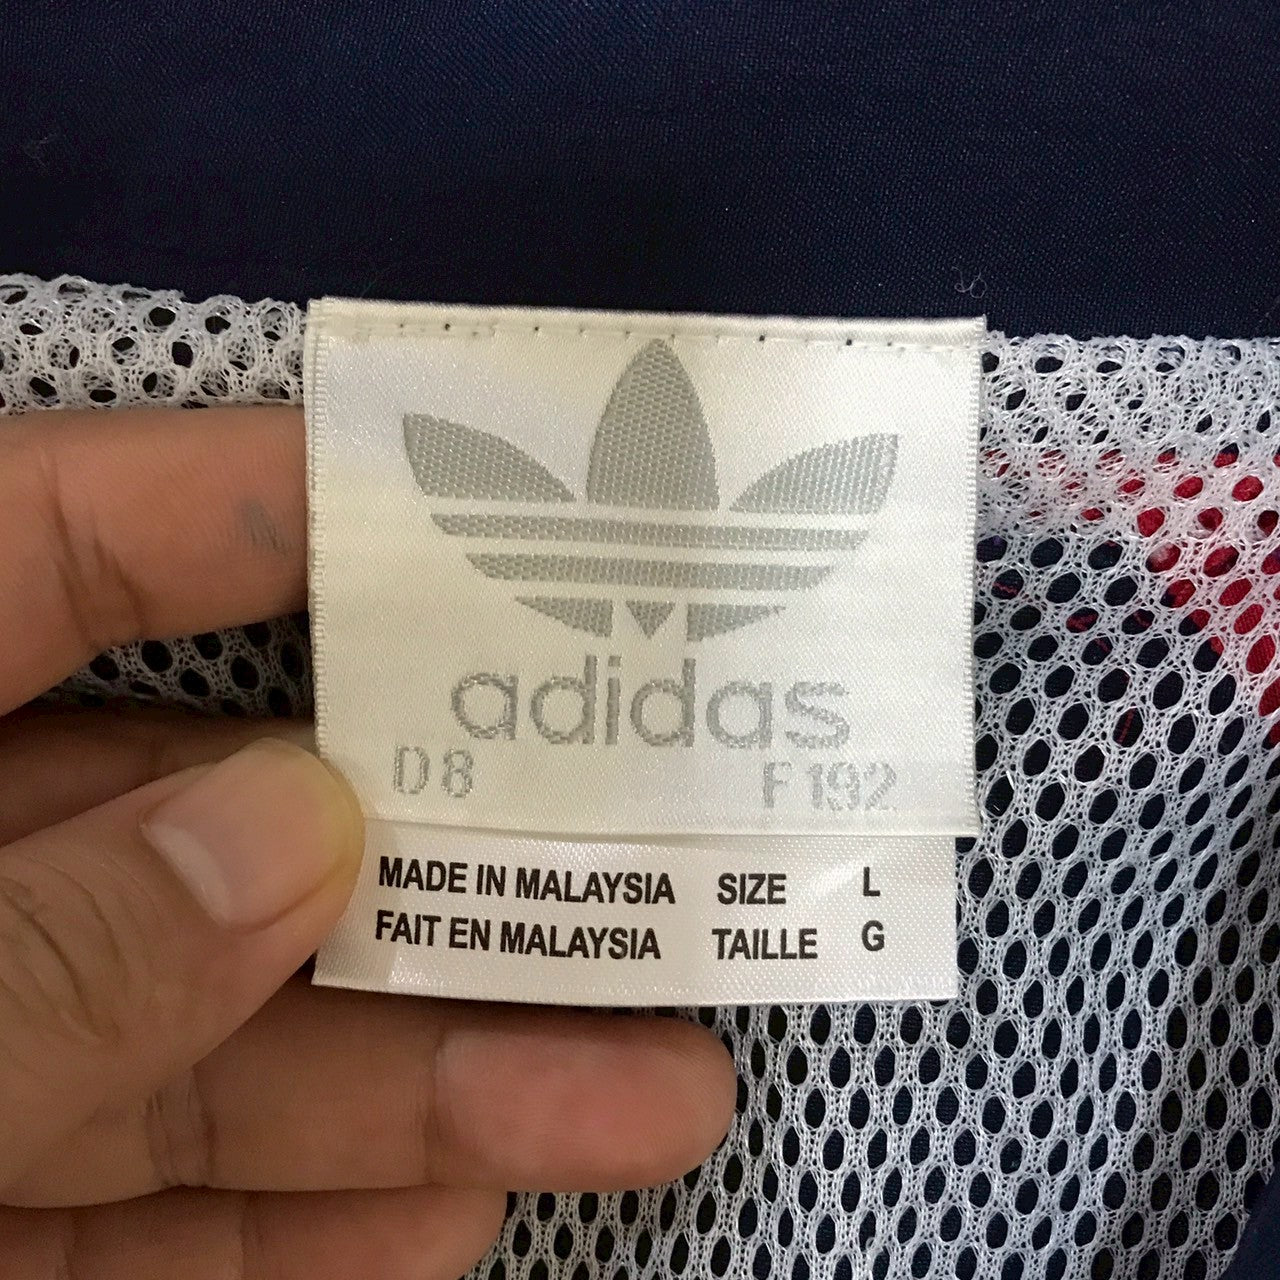 adidas
D8 F192
MADE IN MALAYSIA SIZE L
FAIT EN MALAYSIA TAILLE G